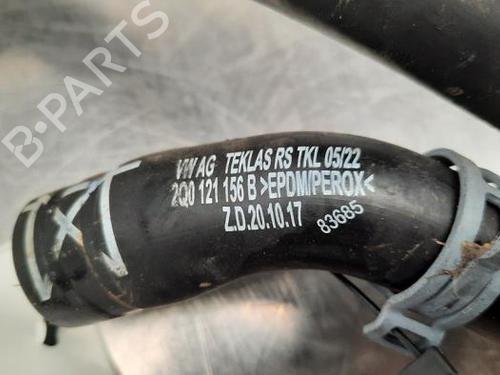 VW AG TEKLAS RS TKL 05/22
2Q0 121 156 B >EPDM/PEROX<
Z.D.20.10.17 83685
B-PARTS